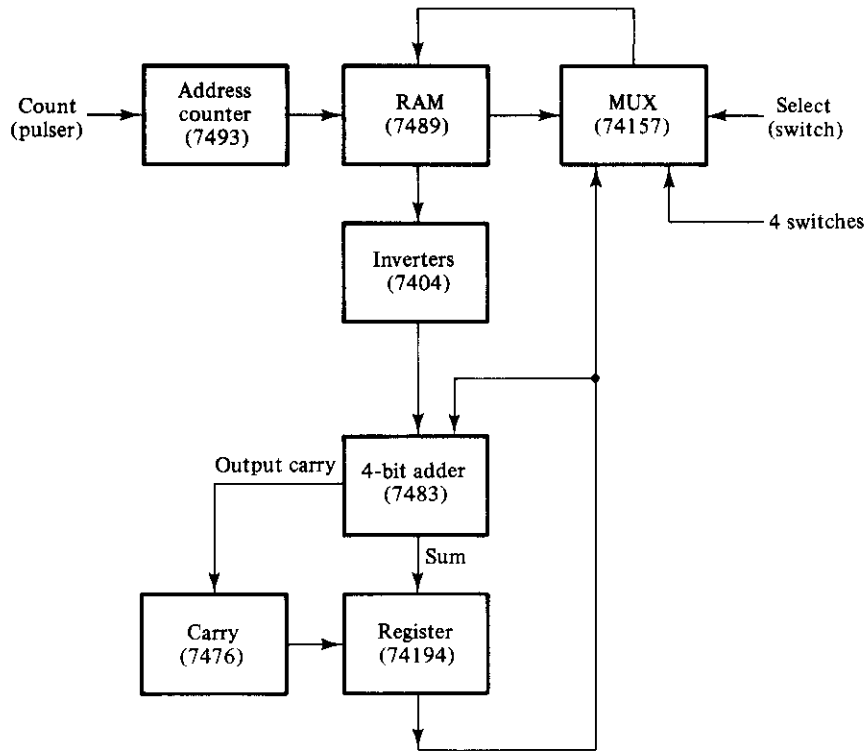 Count
(pulser)
Address
counter
(7493)
RAM
(7489)
MUX
(74157)
Select
(switch)
4 switches
Inverters
(7404)
Output carry
4-bit adder
(7483)
Sum
Carry
(7476)
Register
(74194)